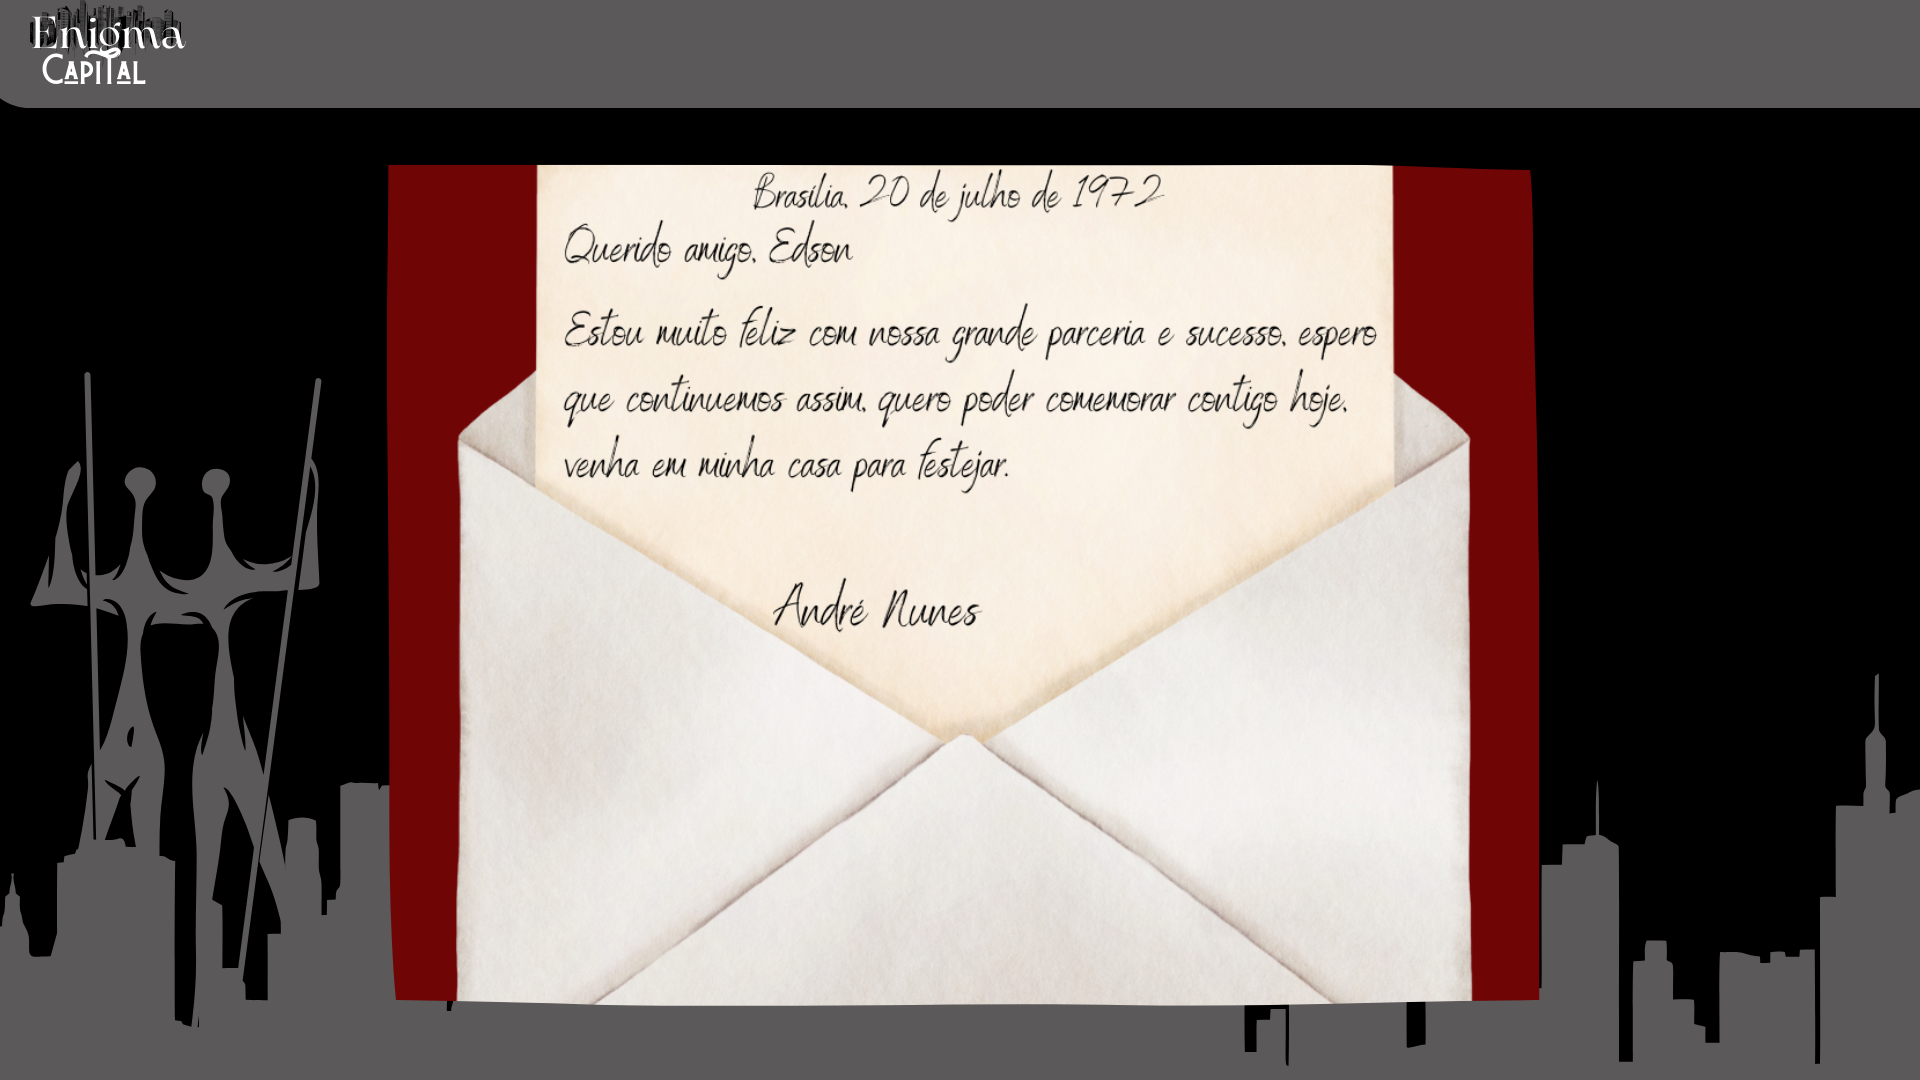 Enigma
CAPITAL
Brasília, 20 de julho de 1972
Querido amigo, Edson
Estou muito feliz com nossa grande parceria e sucesso, espero
que continuemos assim, quero poder comemorar contigo hoje,
venha em minha casa para festejar.
André Nunes